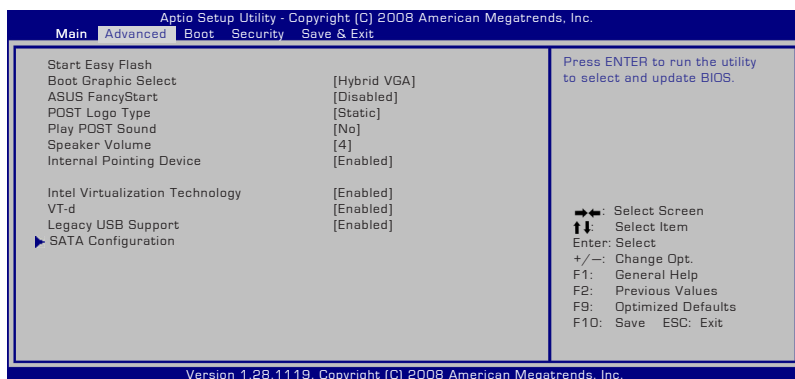 Aptio Setup Utility - Copyright (C) 2008 American Megatrends, Inc.
Main Advanced Boot Security Save & Exit
Start Easy Flash
Boot Graphic Select [Hybrid VGA]
ASUS FancyStart [Disabled]
POST Logo Type [Static]
Play POST Sound [No]
Speaker Volume [4]
Internal Pointing Device [Enabled]
Intel Virtualization Technology [Enabled]
VT-d [Enabled]
Legacy USB Support [Enabled]
SATA Configuration
Press ENTER to run the utility
to select and update BIOS.
→←: Select Screen
↑↓: Select Item
Enter: Select
+/—: Change Opt.
F1: General Help
F2: Previous Values
F9: Optimized Defaults
F10: Save ESC: Exit
Version 1.28.1119. Copyright (C) 2008 American Megatrends, Inc.